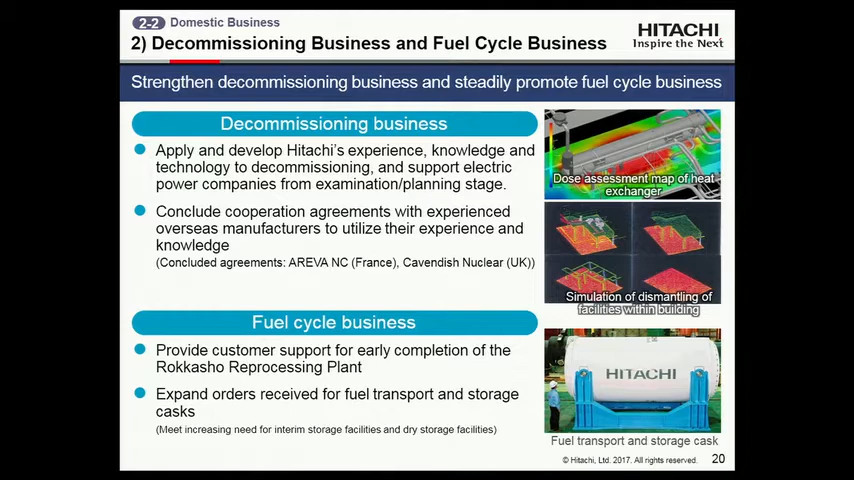 2-2 Domestic Business
2) Decommissioning Business and Fuel Cycle Business
HITACHI
Inspire the Next
Strengthen decommissioning business and steadily promote fuel cycle business
Decommissioning business
Apply and develop Hitachi's experience, knowledge and
technology to decommissioning, and support electric
power companies from examination/planning stage.
Conclude cooperation agreements with experienced
overseas manufacturers to utilize their experience and
knowledge
(Concluded agreements: AREVA NC (France), Cavendish Nuclear (UK))
Dose assessment map of heat
exchanger
Simulation of dismantling of
facilities within building
Fuel cycle business
Provide customer support for early completion of the
Rokkasho Reprocessing Plant
Expand orders received for fuel transport and storage
casks
(Meet increasing need for interim storage facilities and dry storage facilities)
HITACHI
Fuel transport and storage cask
© Hitachi, Ltd. 2017. All rights reserved.
20